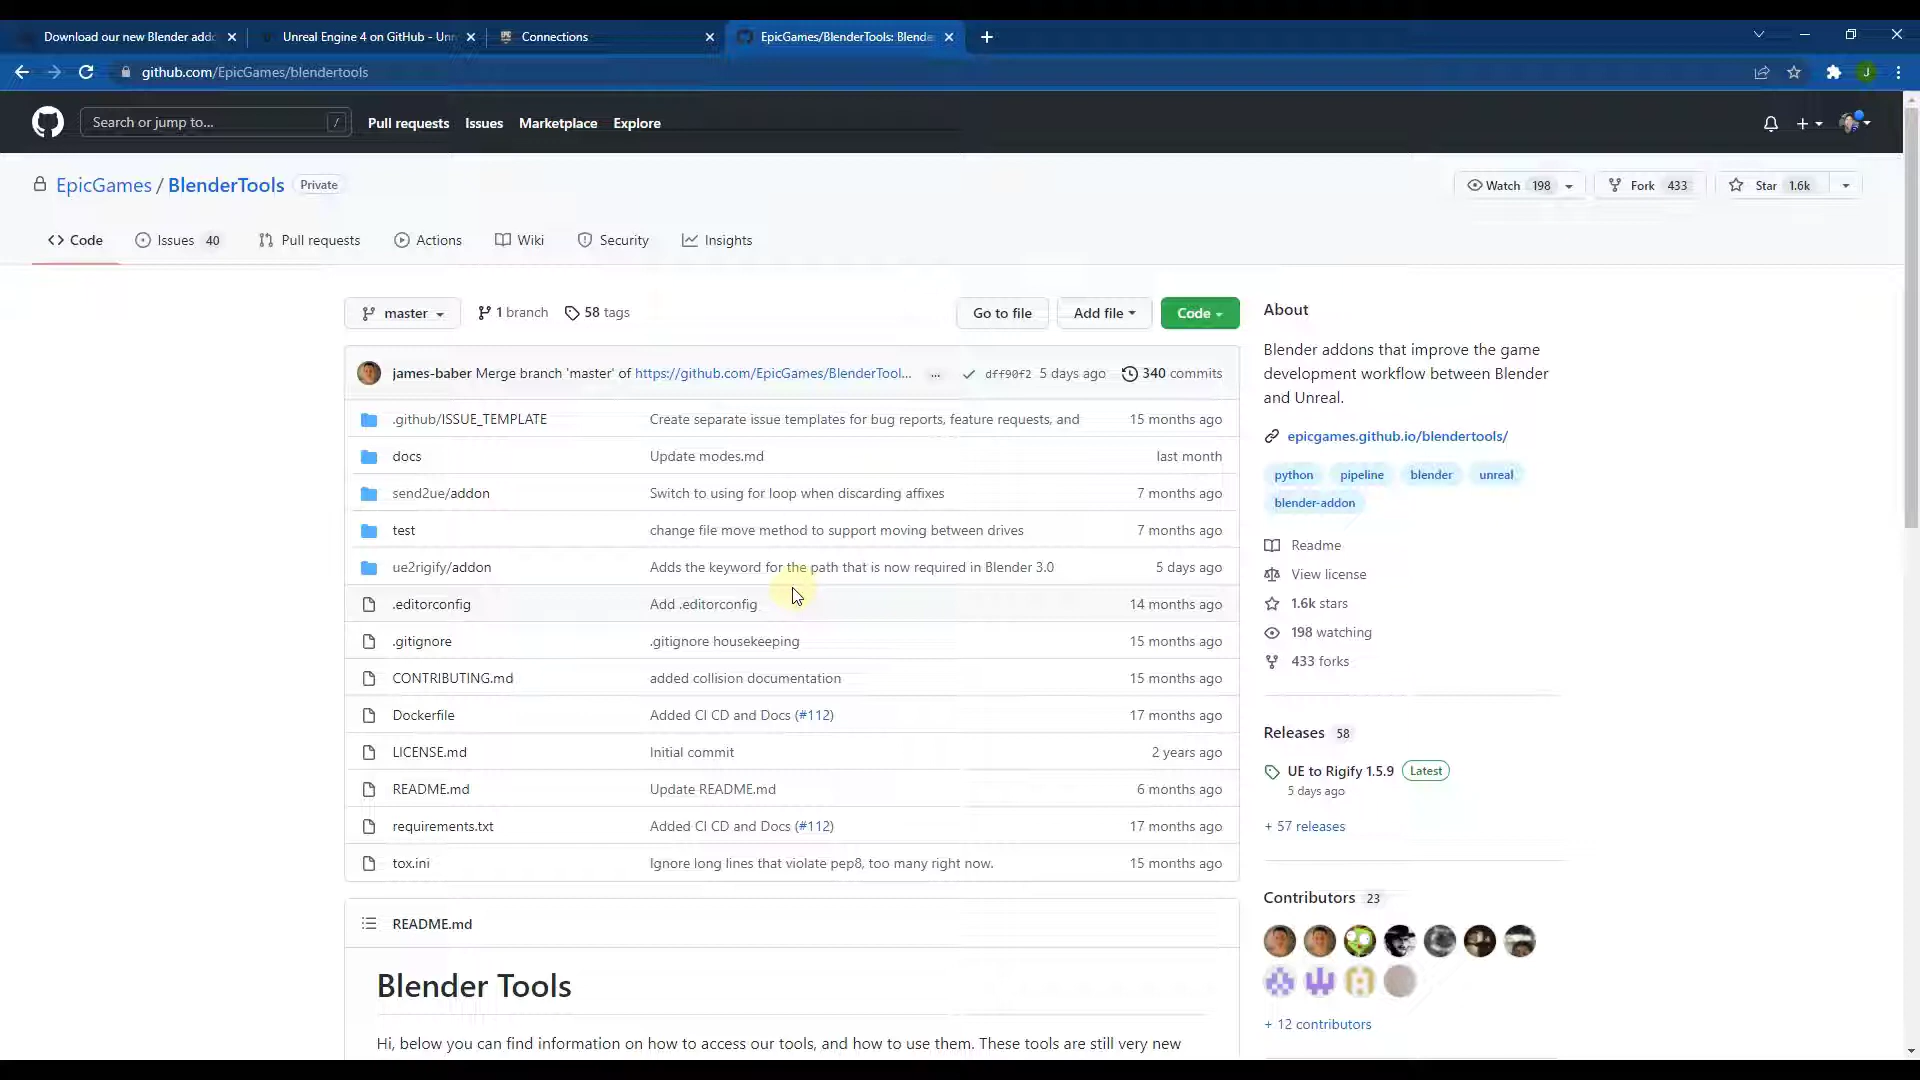 Download our new Blender addo
Unreal Engine 4 on GitHub - Unr
Connections
EpicGames/BlenderTools: Blende
github.com/EpicGames/blendertools
J
Search or jump to...
/
Pull requests
Issues
Marketplace
Explore
EpicGames / BlenderTools
Private
Watch 198
Fork 433
Star 1.6k
Code
Issues 40
Pull requests
Actions
Wiki
Security
Insights
master
1 branch
58 tags
Go to file
Add file
Code
james-baber Merge branch 'master' of https://github.com/EpicGames/BlenderTool... ... dff90f2 5 days ago 340 commits
.github/ISSUE_TEMPLATE Create separate issue templates for bug reports, feature requests, and 15 months ago
docs Update modes.md last month
send2ue/addon Switch to using for loop when discarding affixes 7 months ago
test change file move method to support moving between drives 7 months ago
ue2rigify/addon Adds the keyword for the path that is now required in Blender 3.0 5 days ago
.editorconfig Add .editorconfig 14 months ago
.gitignore .gitignore housekeeping 15 months ago
CONTRIBUTING.md added collision documentation 15 months ago
Dockerfile Added CI CD and Docs (#112) 17 months ago
LICENSE.md Initial commit 2 years ago
README.md Update README.md 6 months ago
requirements.txt Added CI CD and Docs (#112) 17 months ago
tox.ini Ignore long lines that violate pep8, too many right now. 15 months ago
README.md
Blender Tools
Hi, below you can find information on how to access our tools, and how to use them. These tools are still very new
About
Blender addons that improve the game
development workflow between Blender
and Unreal.
epicgames.github.io/blendertools/
python pipeline blender unreal
blender-addon
Readme
View license
1.6k stars
198 watching
433 forks
Releases 58
UE to Rigify 1.5.9 Latest
5 days ago
+ 57 releases
Contributors 23
+ 12 contributors